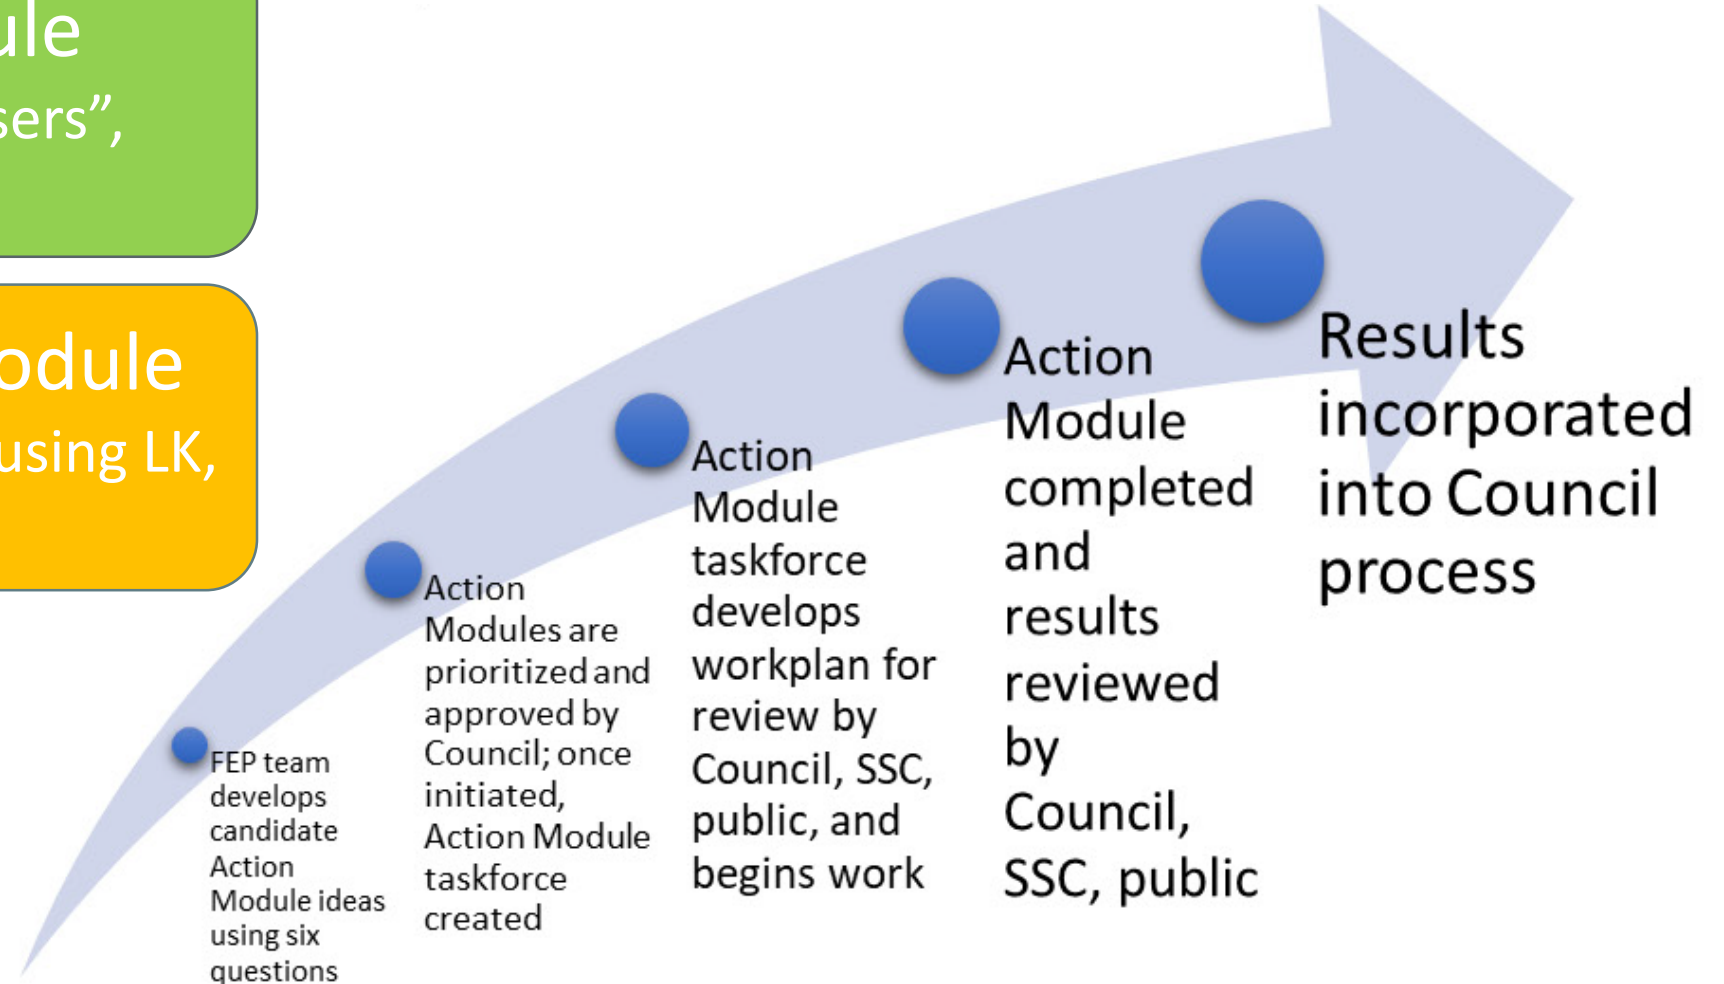 ule
sers”,
odule
using LK,
FEP team
develops
candidate
Action
Module ideas
using six
questions
Action
Modules are
prioritized and
approved by
Council; once
initiated,
Action Module
taskforce
created
Action
Module
taskforce
develops
workplan for
review by
Council, SSC,
public, and
begins work
Action
Module
completed
and
results
reviewed
by
Council,
SSC, public
Results
incorporated
into Council
process